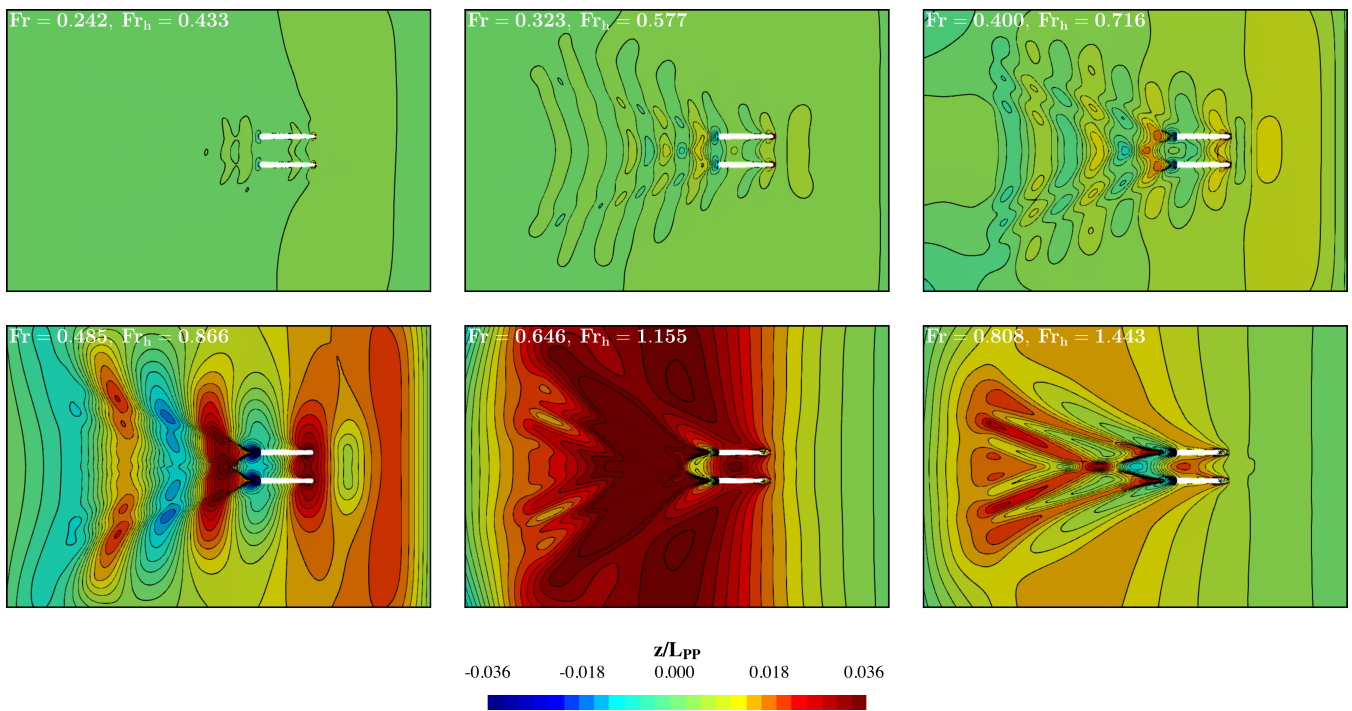 Fr = 0.242, Fr_h = 0.433
Fr = 0.323, Fr_h = 0.577
Fr = 0.400, Fr_h = 0.716
Fr = 0.485, Fr_h = 0.866
Fr = 0.646, Fr_h = 1.155
Fr = 0.808, Fr_h = 1.443
z/L_PP
-0.036 -0.018 0.000 0.018 0.036